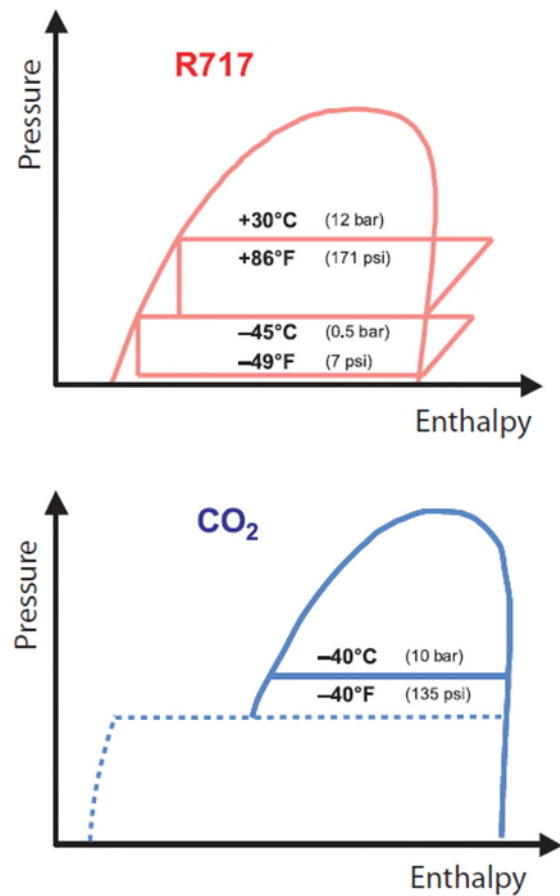 R717
Pressure
+30°C (12 bar)
+86°F (171 psi)
–45°C (0.5 bar)
–49°F (7 psi)
Enthalpy
CO₂
Pressure
–40°C (10 bar)
–40°F (135 psi)
Enthalpy